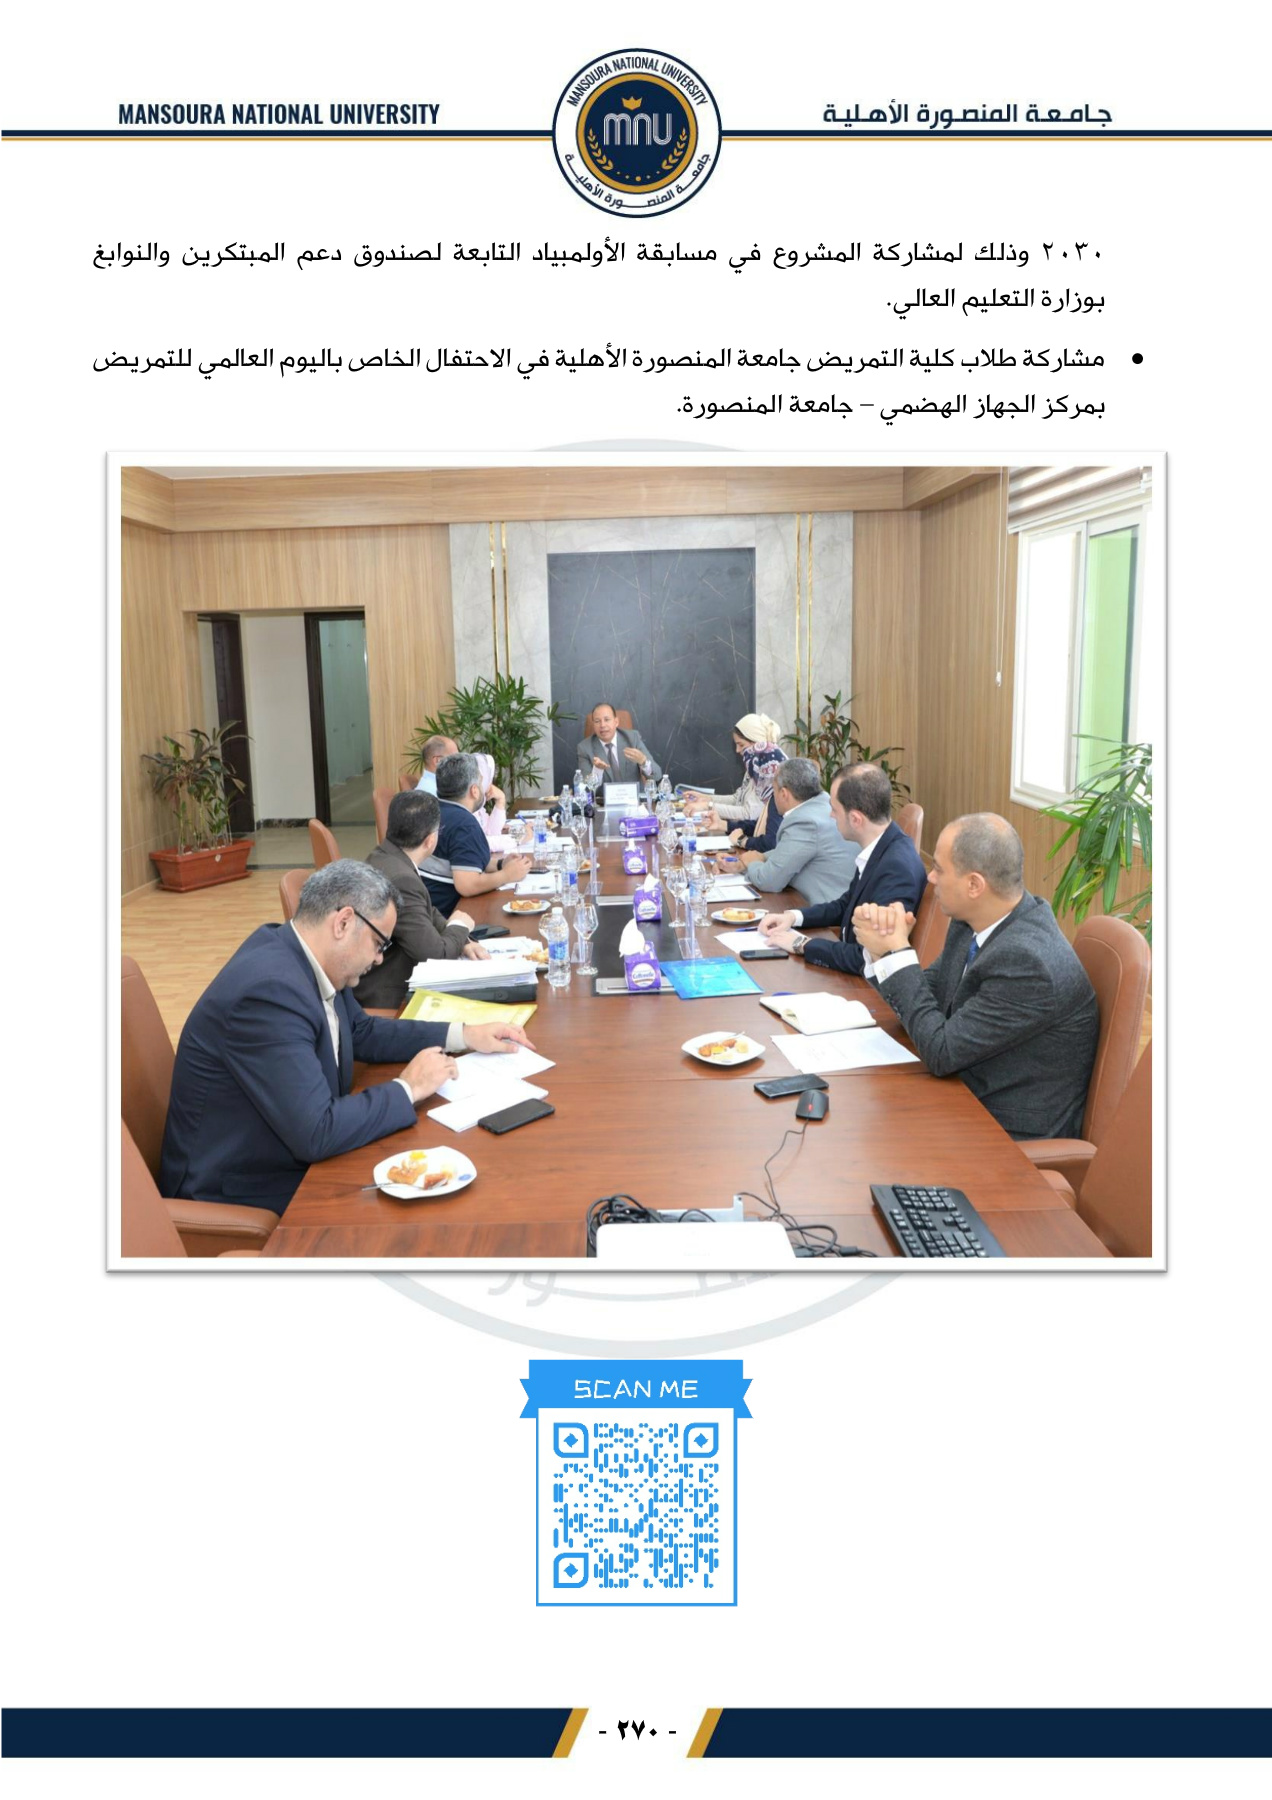 MANSOURA NATIONAL UNIVERSITY
جامعة المنصورة الأهلية
MANSOURA NATIONAL UNIVERSITY
mnu
جامعة المنصورة الأهلية
٢٠٣٠ وذلك لمشاركة المشروع في مسابقة الأولمبياد التابعة لصندوق دعم المبتكرين والنوابغ
بوزارة التعليم العالي.
• مشاركة طلاب كلية التمريض جامعة المنصورة الأهلية في الاحتفال الخاص باليوم العالمي للتمريض
بمركز الجهاز الهضمي – جامعة المنصورة.
SCAN ME
- ٢٧٠ -